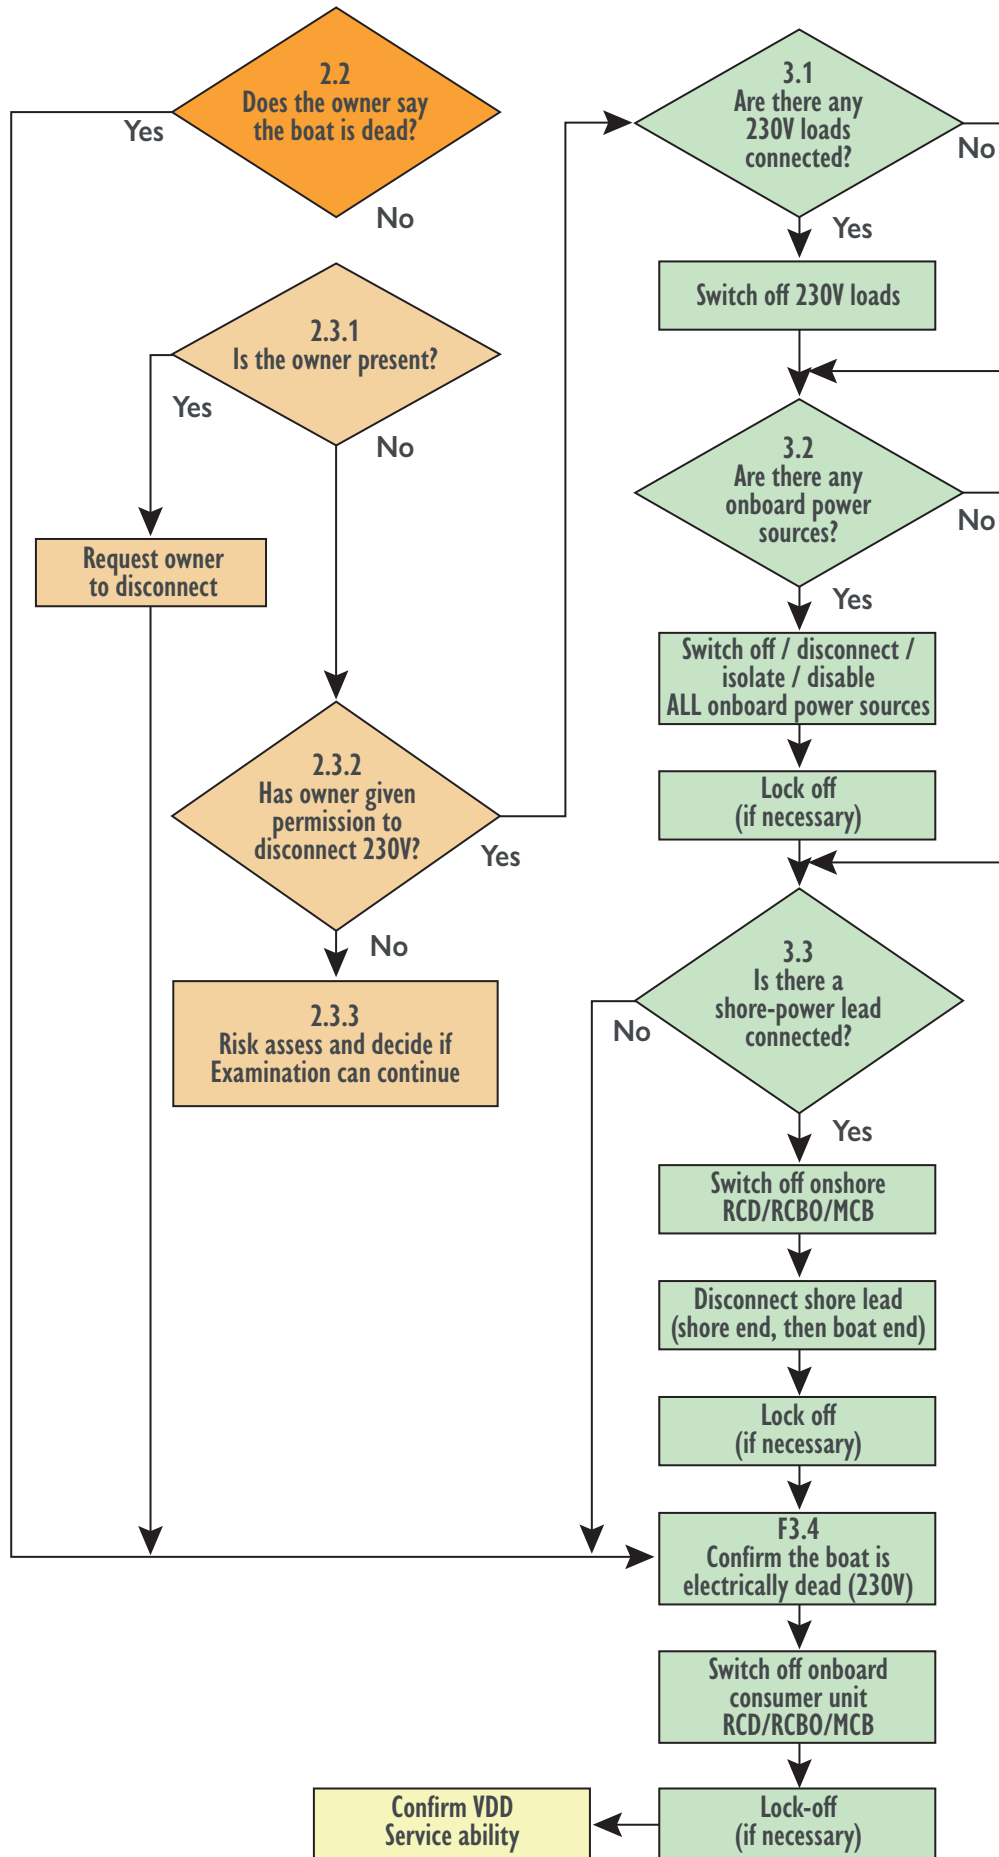 2.2
Does the owner say
the boat is dead?
Yes
No
2.3.1
Is the owner present?
Yes
No
Request owner
to disconnect
2.3.2
Has owner given
permission to
disconnect 230V?
Yes
No
2.3.3
Risk assess and decide if
Examination can continue
3.1
Are there any
230V loads
connected?
No
Yes
Switch off 230V loads
3.2
Are there any
onboard power
sources?
No
Yes
Switch off / disconnect /
isolate / disable
ALL onboard power sources
Lock off
(if necessary)
3.3
Is there a
shore-power lead
connected?
No
Yes
Switch off onshore
RCD/RCBO/MCB
Disconnect shore lead
(shore end, then boat end)
Lock off
(if necessary)
F3.4
Confirm the boat is
electrically dead (230V)
Switch off onboard
consumer unit
RCD/RCBO/MCB
Lock-off
(if necessary)
Confirm VDD
Service ability